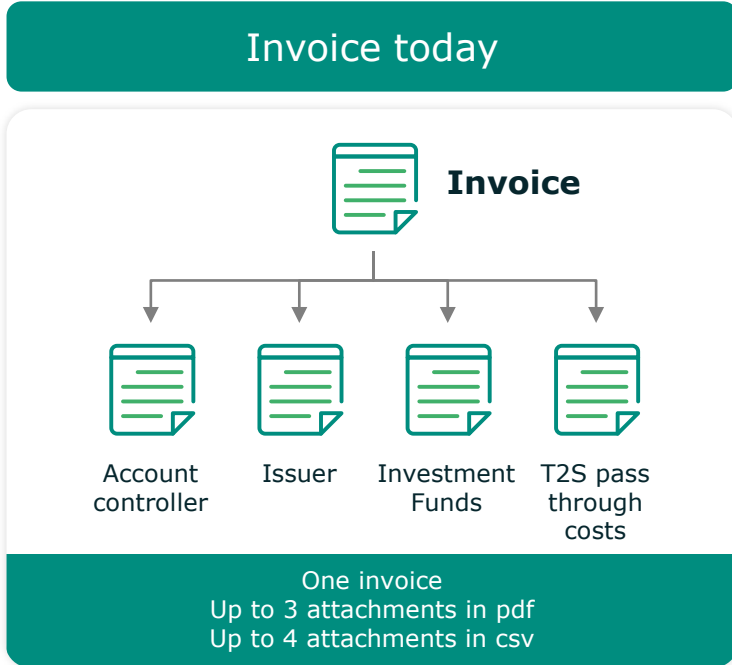 Invoice today
Invoice
Account
controller
Issuer
Investment
Funds
T2S pass
through
costs
One invoice
Up to 3 attachments in pdf
Up to 4 attachments in csv